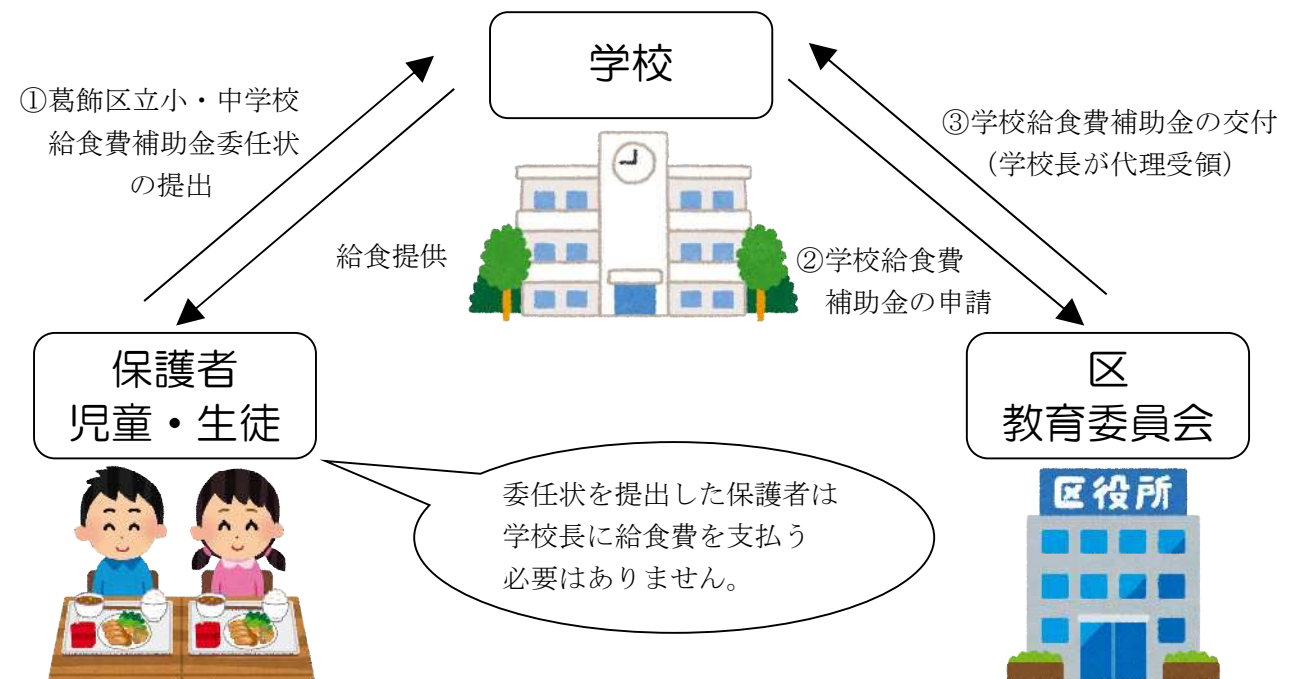 学校
①葛飾区立小・中学校
給食費補助金委任状
の提出
③学校給食費補助金の交付
（学校長が代理受領）
給食提供
②学校給食費
補助金の申請
保護者
児童・生徒
区
教育委員会
委任状を提出した保護者は
学校長に給食費を支払う
必要はありません。
区役所